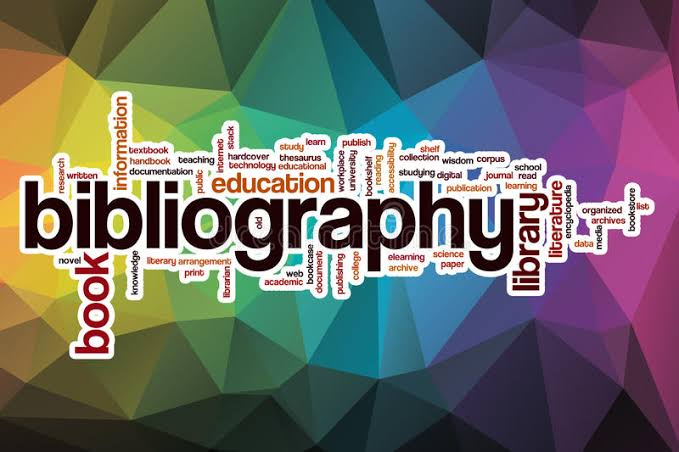 research
written
information
textbook
handbook
documentation
teaching
public
internet
stack
hardcover
technology
study
thesaurus
educational
learn
education
workplace
publish
university
bookshelf
reading
accessibility
shelf
collection
studying
digital
wisdom
corpus
publication
journal
school
read
learning
bibliography
old
library
literature
encyclopedia
organized
archives
data
media
bookstore
list
novel
book
knowledge
literary
arrangement
print
librarian
web
academic
bookcase
document
publishing
college
elearning
archive
science
paper